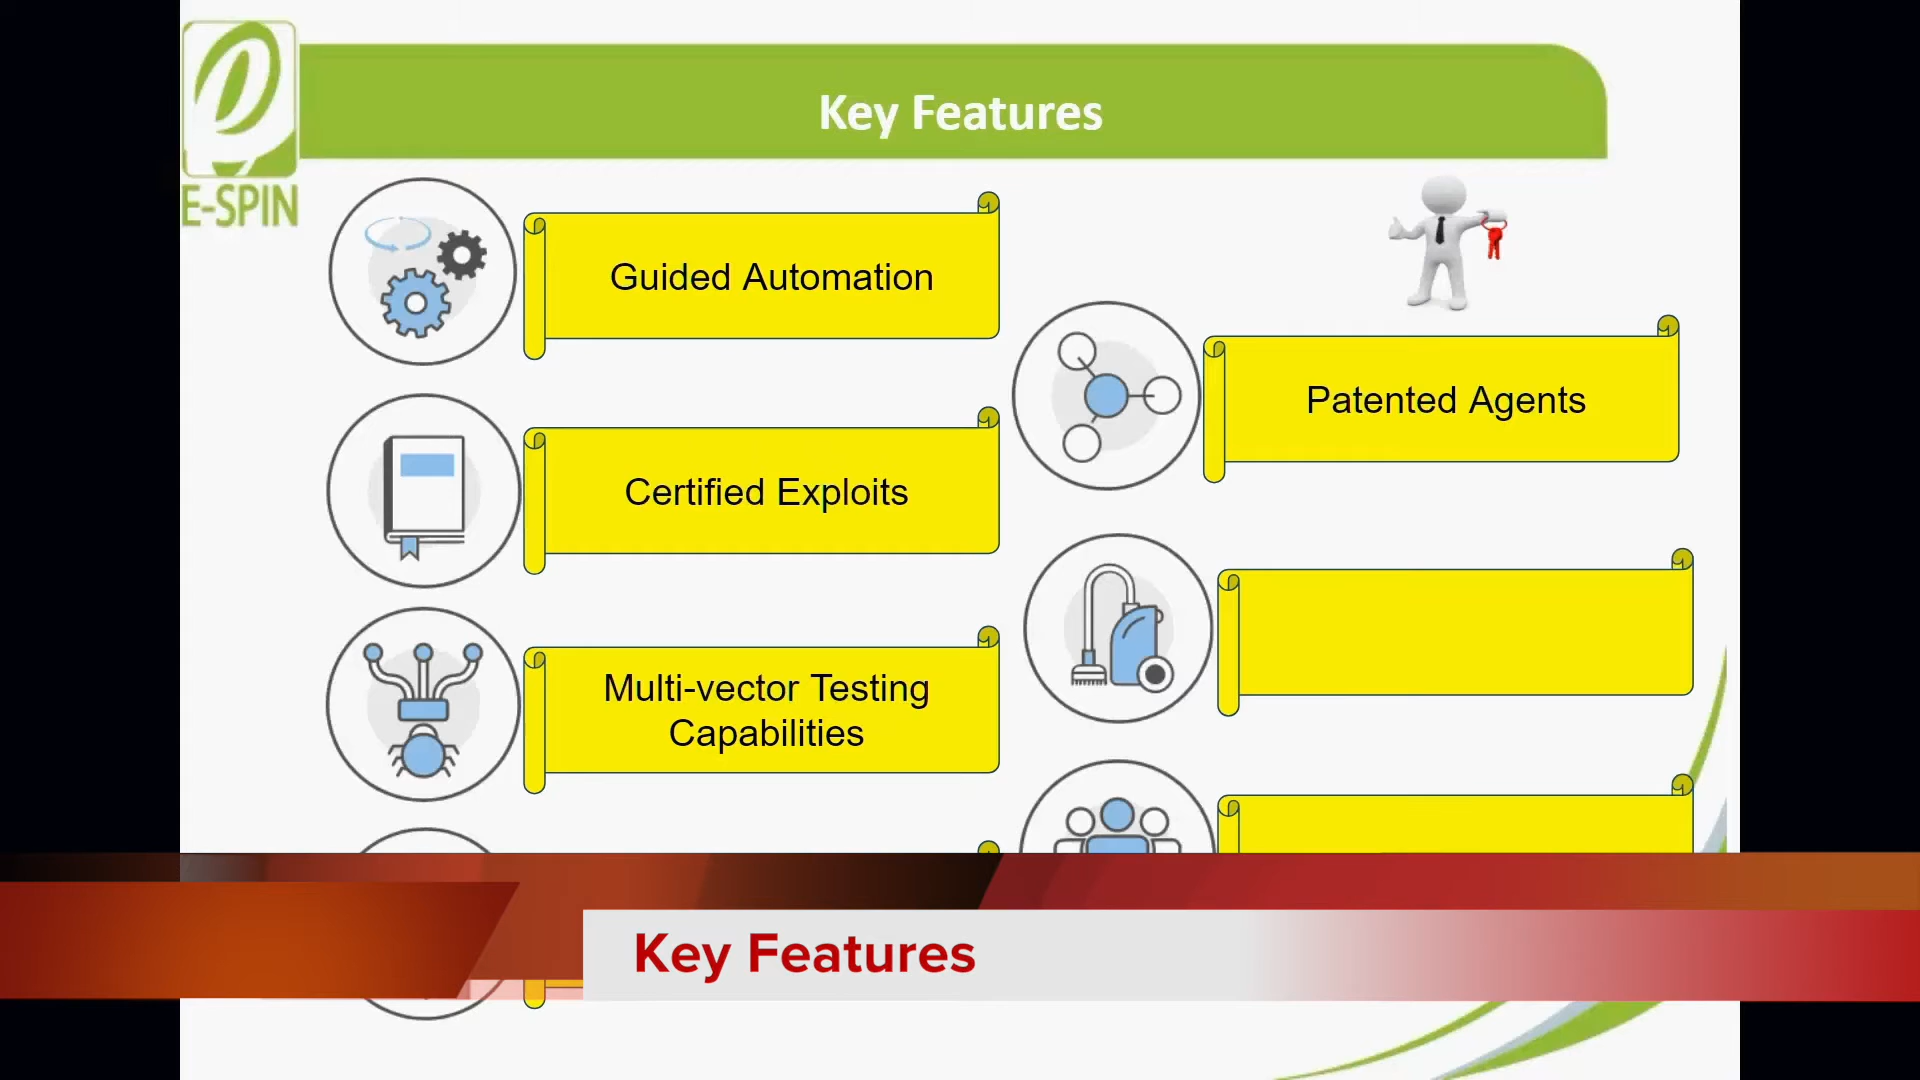 Key Features
E-SPIN
Guided Automation
Patented Agents
Certified Exploits
Multi-vector Testing
Capabilities
Key Features